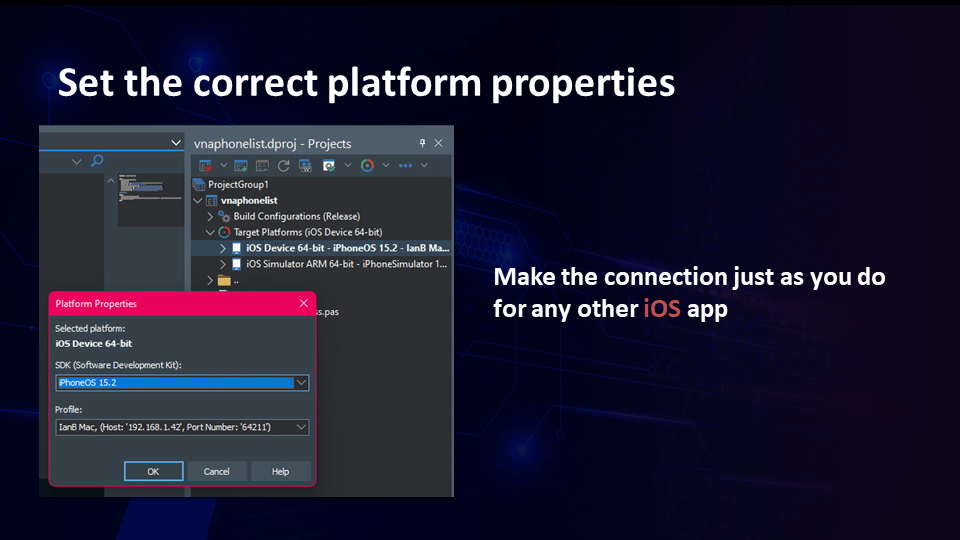 Set the correct platform properties
vnaphonelist.dproj - Projects
ProjectGroup1
vnaphonelist
Build Configurations (Release)
Target Platforms (iOS Device 64-bit)
iOS Device 64-bit - iPhoneOS 15.2 - IanB Ma...
iOS Simulator ARM 64-bit - iPhoneSimulator 1...
..
ss.pas
Platform Properties
Selected platform:
iOS Device 64-bit
SDK (Software Development Kit):
iPhoneOS 15.2
Profile:
IanB Mac, (Host: '192.168.1.42', Port Number: '64211')
OK Cancel Help
Make the connection just as you do
for any other iOS app